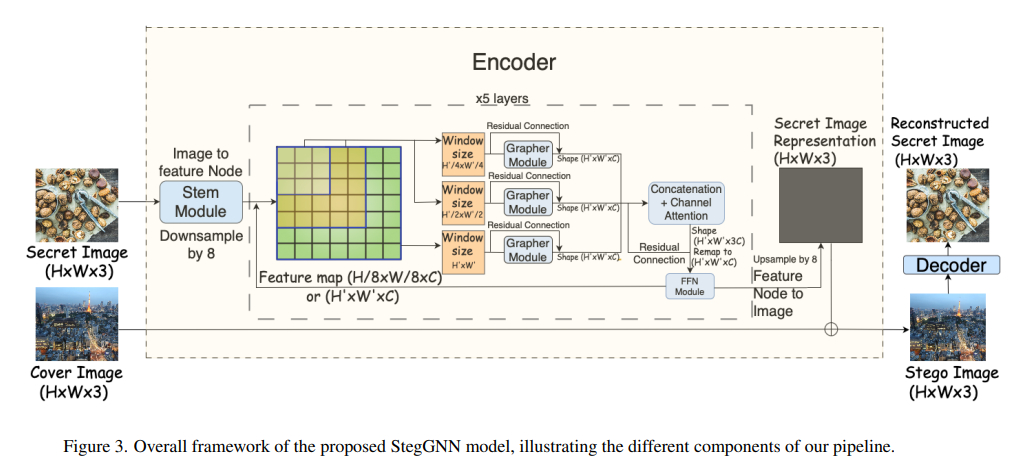 Encoder
x5 layers
Image to
feature Node
Stem
Module
Downsample
by 8
Secret Image
(HxWx3)
Cover Image
(HxWx3)
Feature map (H/8xW/8xC)
or (H'xW'xC)
Window
size
H'/4xW'/4
Residual Connection
Grapher
Module
Shape (H'xW'xC)
Window
size
H'/2xW'/2
Residual Connection
Grapher
Module
Shape (H'xW'xC)
Window
size
H'xW'
Residual Connection
Grapher
Module
Shape (H'xW'xC)
Concatenation
+ Channel
Attention
Shape
(H'xW'x3C)
Remap to
(H'xW'xC)
Residual
Connection
FFN
Module
Secret Image
Representation
(HxWx3)
Upsample by 8
Feature
Node to
Image
Reconstructed
Secret Image
(HxWx3)
Decoder
Stego Image
(HxWx3)
Figure 3. Overall framework of the proposed StegGNN model, illustrating the different components of our pipeline.